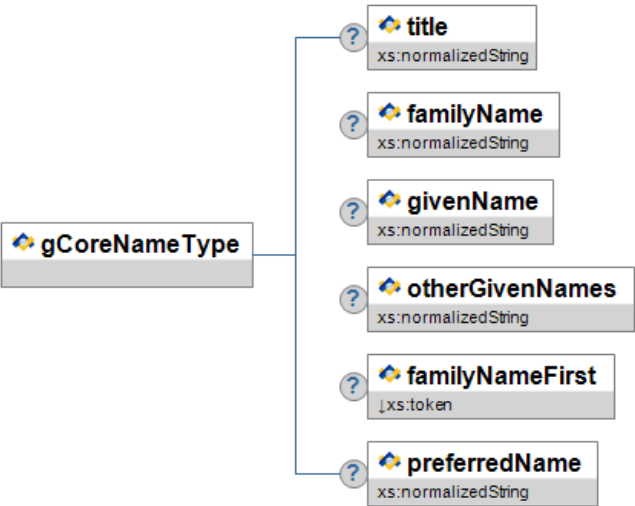 ? title
xs:normalizedString
? familyName
xs:normalizedString
? givenName
xs:normalizedString
gCoreNameType
? otherGivenNames
xs:normalizedString
? familyNameFirst
↓xs:token
? preferredName
xs:normalizedString